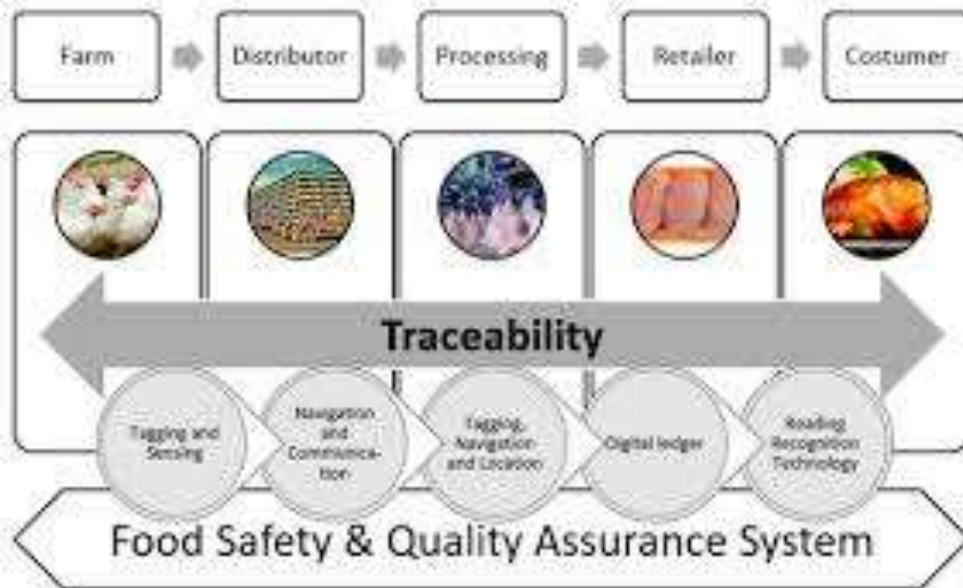 Farm
Distributor
Processing
Retailer
Costumer
Traceability
Tagging and
Sensing
Navigation
and
Communica-
tion
Tagging,
Navigation
and Location
Digital ledger
Reading
Recognition
Technology
Food Safety & Quality Assurance System